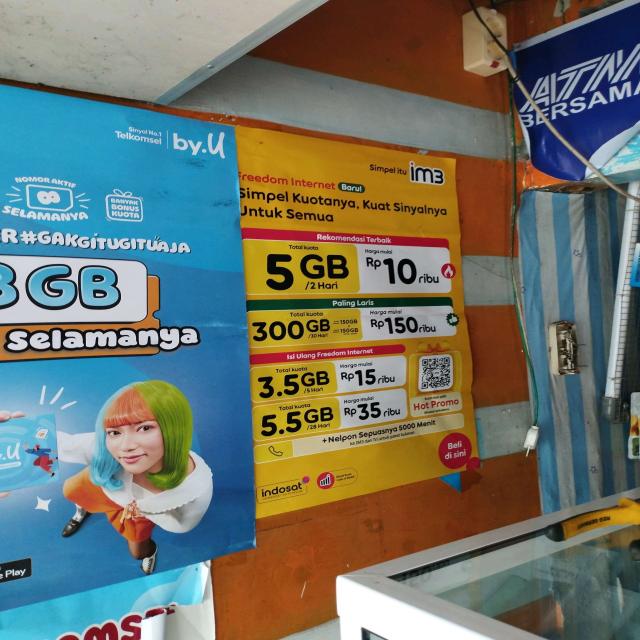 Sinyal No.1
Telkomsel
by.U
NOMOR AKTIF
SELAMANYA
BANYAK
BONUS
KUOTA
#GAKGITUGITUAJA
GB
selamanya
Play
Simpel itu im3
Freedom Internet Baru!
Simpel Kuotanya, Kuat Sinyalnya
Untuk Semua
Rekomendasi Terbaik
Total kuota
5 GB
/2 Hari
Harga mulai
Rp 10 ribu
Paling Laris
Total kuota
300 GB
/30 Hari
150GB
150GB
Harga mulai
Rp 150 ribu
Isi Ulang Freedom Internet
Total kuota
3.5 GB
/5 Hari
Harga mulai
Rp 15 ribu
Total kuota
5.5 GB
/28 Hari
Harga mulai
Rp 35 ribu
Hot Promo
+ Nelpon Sepuasnya 5000 Menit
Beli
di sini
indosat
BERSAMA